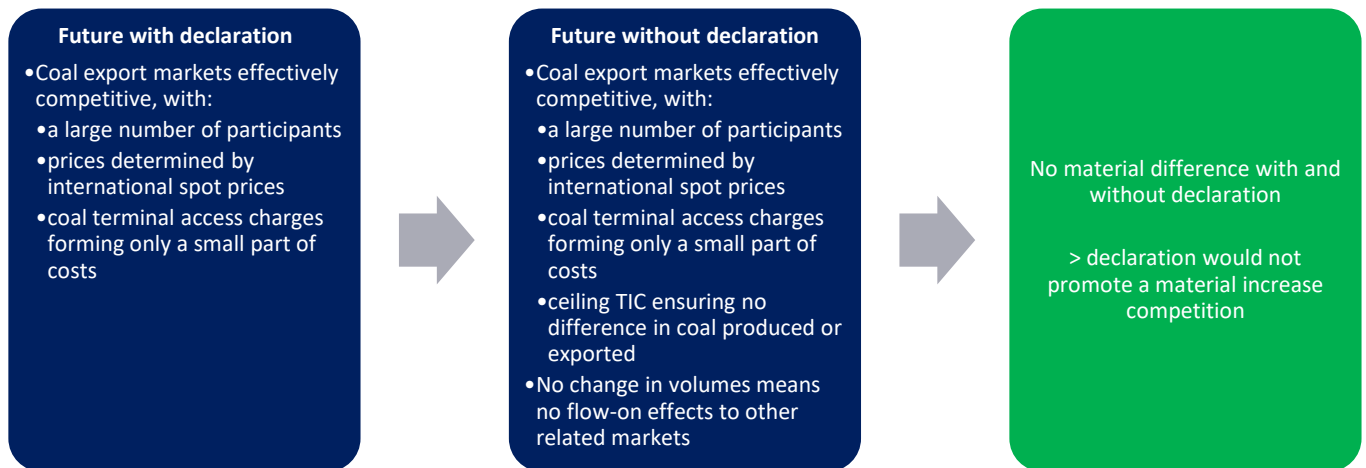 Future with declaration
•Coal export markets effectively
competitive, with:
•a large number of participants
•prices determined by
international spot prices
•coal terminal access charges
forming only a small part of
costs
Future without declaration
•Coal export markets effectively
competitive, with:
•a large number of participants
•prices determined by
international spot prices
•coal terminal access charges
forming only a small part of
costs
•ceiling TIC ensuring no
difference in coal produced or
exported
•No change in volumes means
no flow-on effects to other
related markets
No material difference with and
without declaration
> declaration would not
promote a material increase
competition